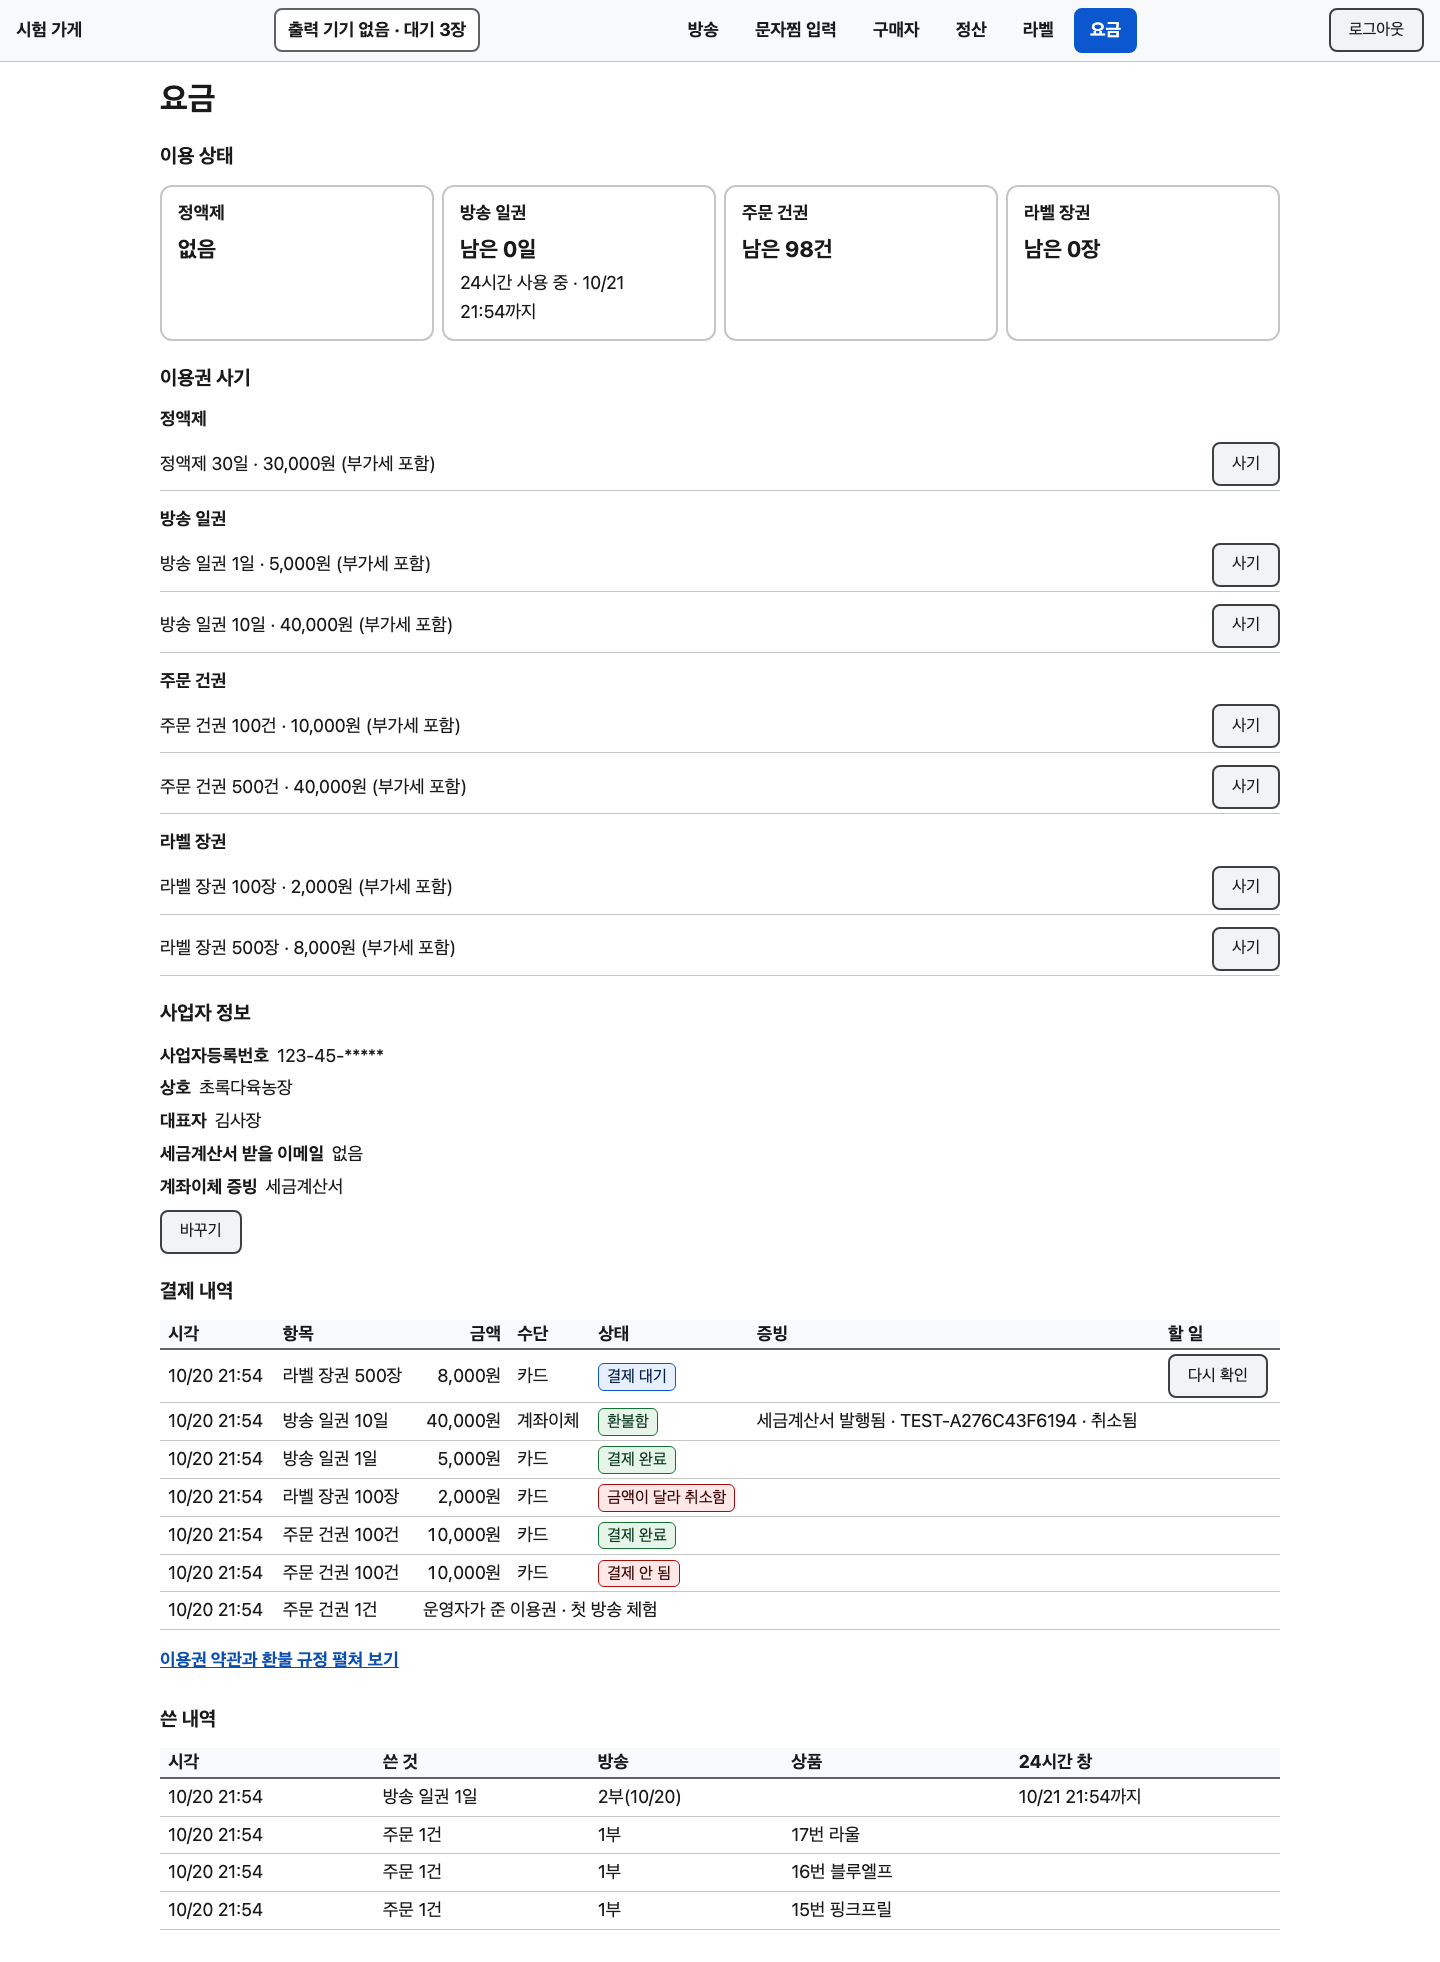 시험 가게
출력 기기 없음 · 대기 3장
방송 문자찜 입력 구매자 정산 라벨 요금
로그아웃
요금
이용 상태
정액제
없음
방송 일권
남은 0일
24시간 사용 중 · 10/21
21:54까지
주문 건권
남은 98건
라벨 장권
남은 0장
이용권 사기
정액제
정액제 30일 · 30,000원 (부가세 포함) 사기
방송 일권
방송 일권 1일 · 5,000원 (부가세 포함) 사기
방송 일권 10일 · 40,000원 (부가세 포함) 사기
주문 건권
주문 건권 100건 · 10,000원 (부가세 포함) 사기
주문 건권 500건 · 40,000원 (부가세 포함) 사기
라벨 장권
라벨 장권 100장 · 2,000원 (부가세 포함) 사기
라벨 장권 500장 · 8,000원 (부가세 포함) 사기
사업자 정보
사업자등록번호 123-45-*****
상호 초록다육농장
대표자 김사장
세금계산서 받을 이메일 없음
계좌이체 증빙 세금계산서
바꾸기
결제 내역
시각 항목 금액 수단 상태 증빙 할 일
10/20 21:54 라벨 장권 500장 8,000원 카드 결제 대기 다시 확인
10/20 21:54 방송 일권 10일 40,000원 계좌이체 환불함 세금계산서 발행됨 · TEST-A276C43F6194 · 취소됨
10/20 21:54 방송 일권 1일 5,000원 카드 결제 완료
10/20 21:54 라벨 장권 100장 2,000원 카드 금액이 달라 취소함
10/20 21:54 주문 건권 100건 10,000원 카드 결제 완료
10/20 21:54 주문 건권 100건 10,000원 카드 결제 안 됨
10/20 21:54 주문 건권 1건 운영자가 준 이용권 · 첫 방송 체험
이용권 약관과 환불 규정 펼쳐 보기
쓴 내역
시각 쓴 것 방송 상품 24시간 창
10/20 21:54 방송 일권 1일 2부(10/20) 10/21 21:54까지
10/20 21:54 주문 1건 1부 17번 라울
10/20 21:54 주문 1건 1부 16번 블루엘프
10/20 21:54 주문 1건 1부 15번 핑크프릴